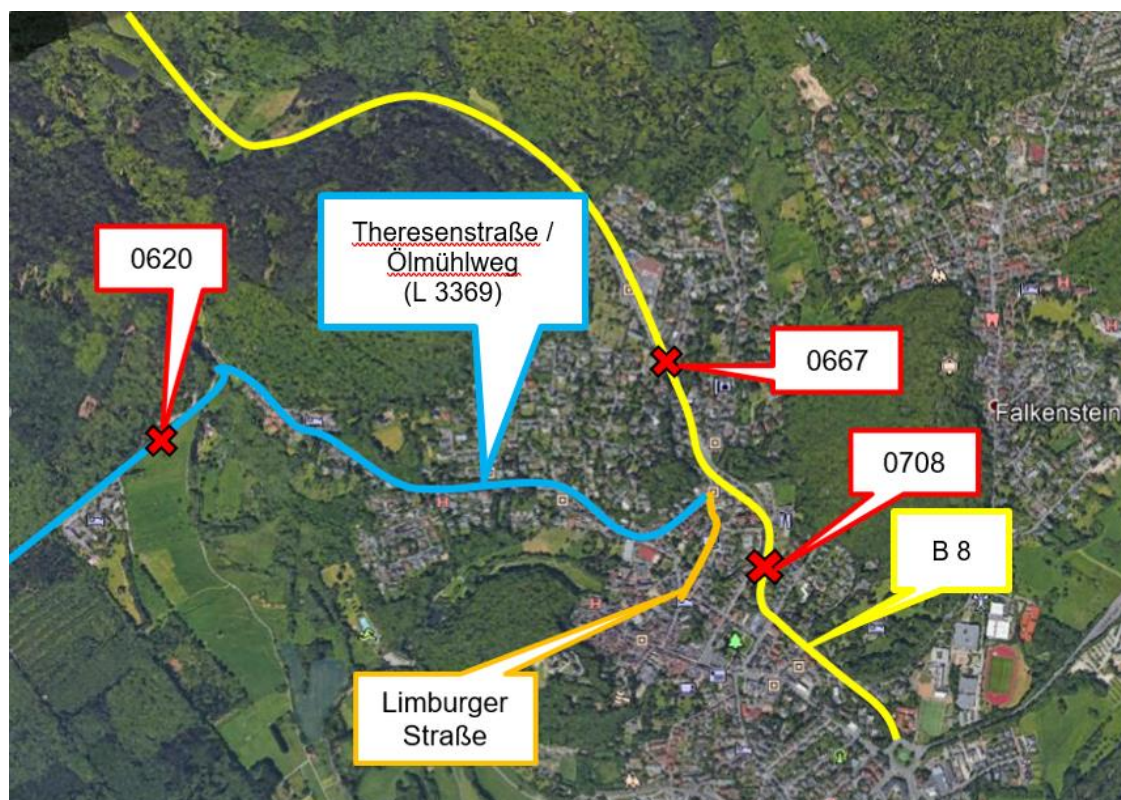 Theresenstraße /
Ölmühlweg
(L 3369)
0620
0667
Falkenstein
0708
B 8
Limburger
Straße